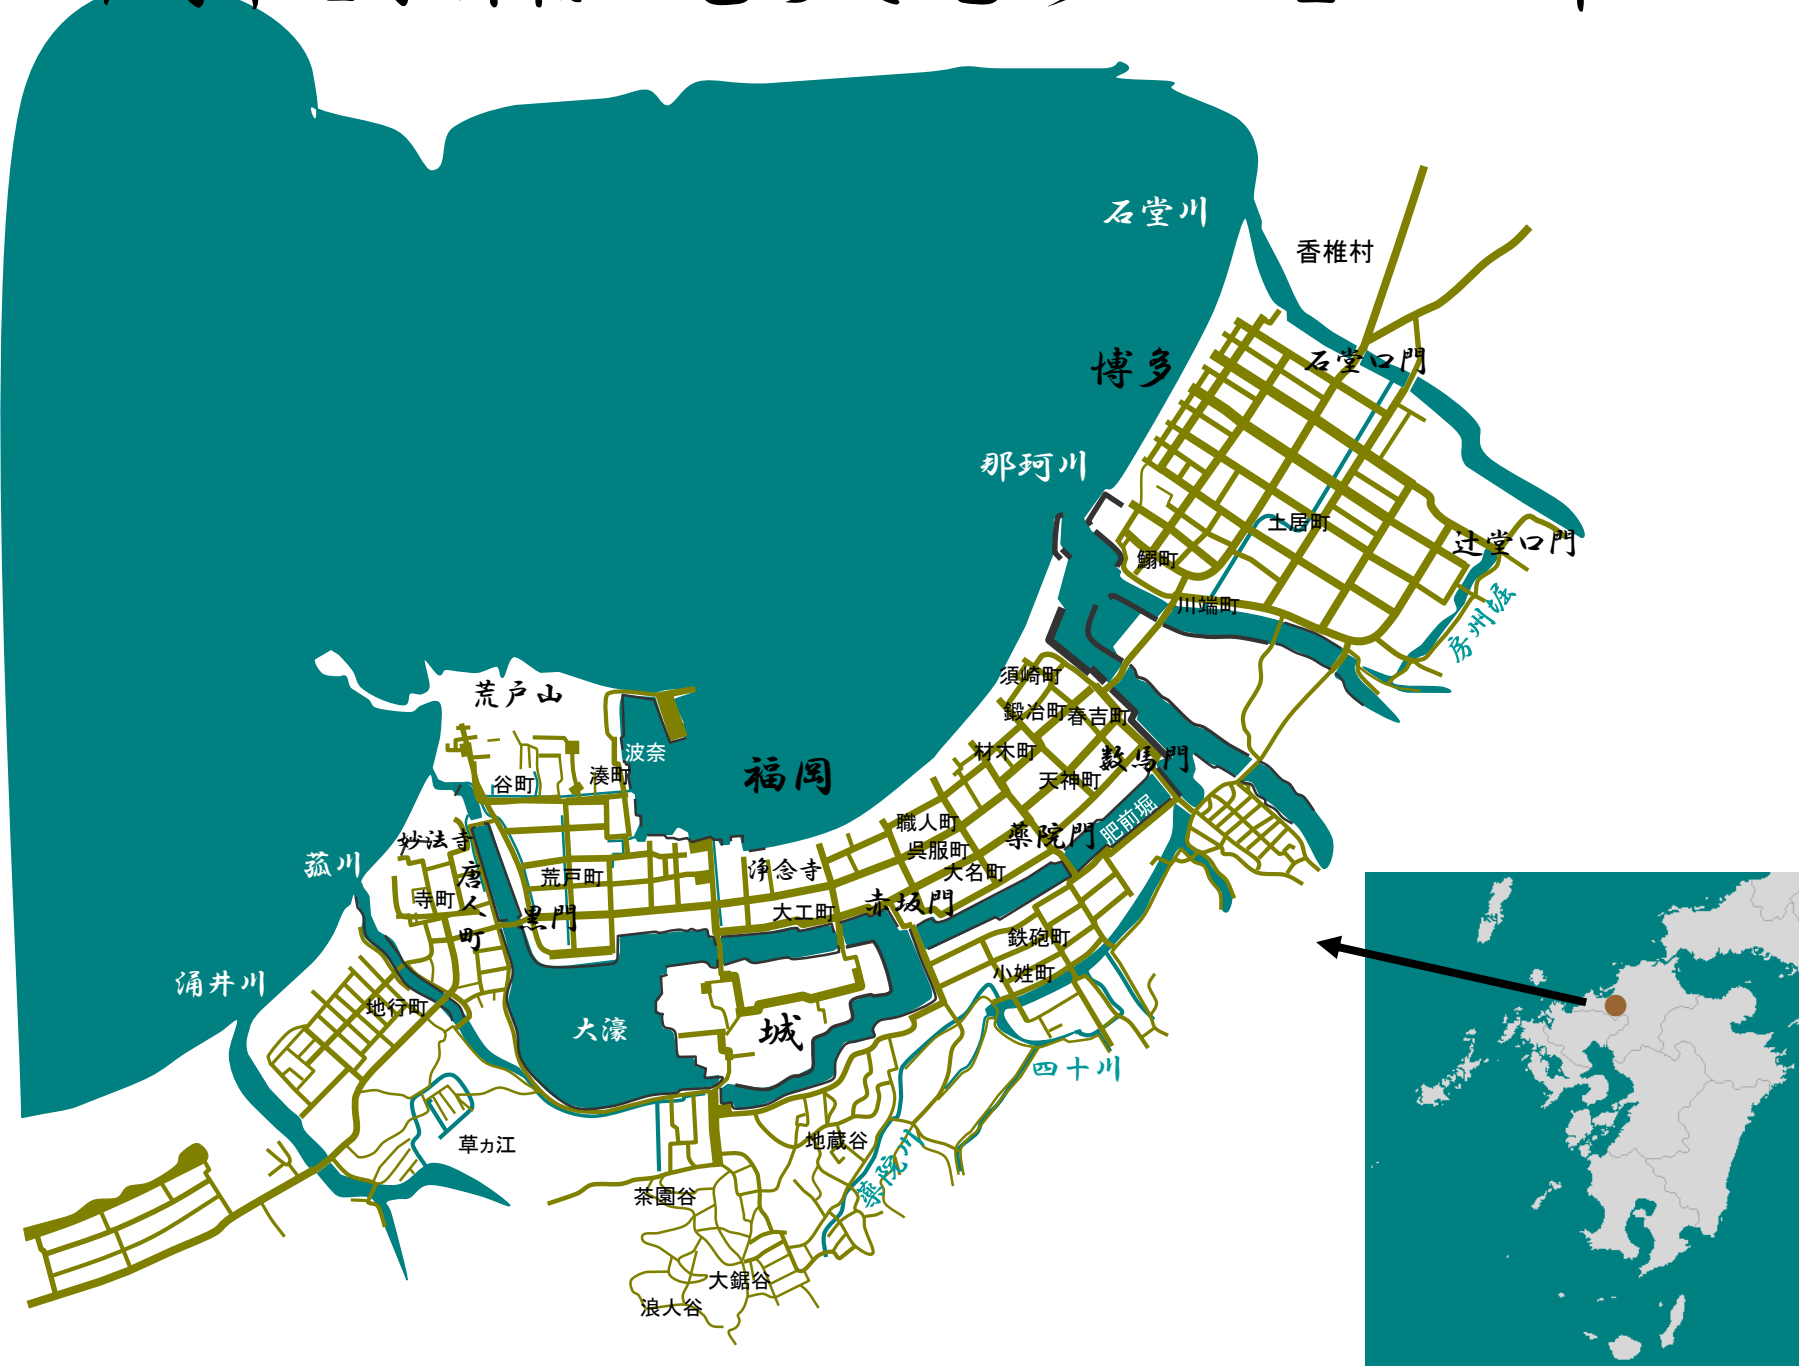 石堂川
香椎村
博多
石堂口門
那珂川
土居町
辻堂口門
鰯町
川端町
房州堀
須崎町
荒戸山
鍛冶町
春吉町
波奈
材木町
数馬門
福岡
湊町
谷町
天神町
肥前堀
職人町
薬院門
妙法寺
呉服町
菰川
浄念寺
大名町
唐人町
荒戸町
寺町
赤坂門
大工町
黒門
鉄砲町
小姓町
涌井川
地行町
大濠
城
四十川
草ヵ江
地蔵谷
薬院川
茶園谷
大鋸谷
浪人谷